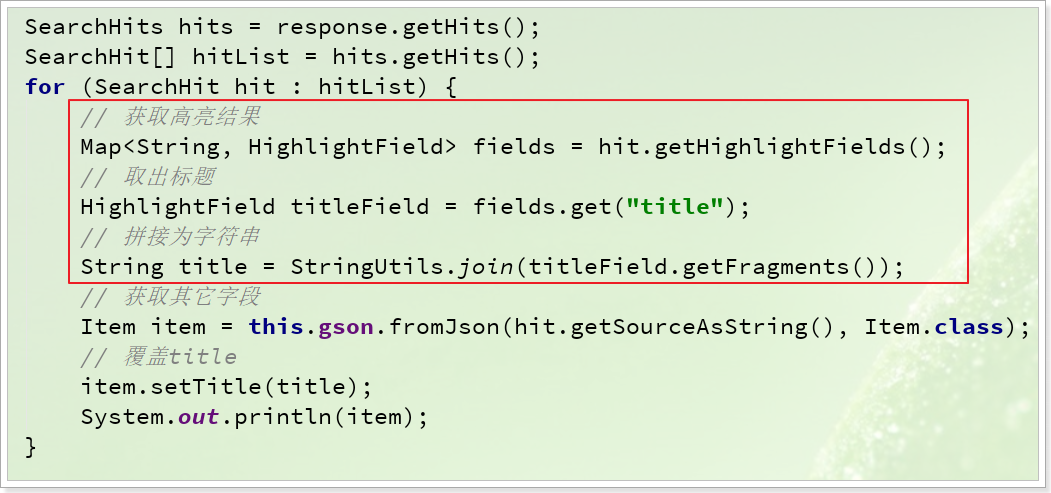 SearchHits hits = response.getHits();
SearchHit[] hitList = hits.getHits();
for (SearchHit hit : hitList) {
    // 获取高亮结果
    Map<String, HighlightField> fields = hit.getHighlightFields();
    // 取出标题
    HighlightField titleField = fields.get("title");
    // 拼接为字符串
    String title = StringUtils.join(titleField.getFragments());
    // 获取其它字段
    Item item = this.gson.fromJson(hit.getSourceAsString(), Item.class);
    // 覆盖title
    item.setTitle(title);
    System.out.println(item);
}